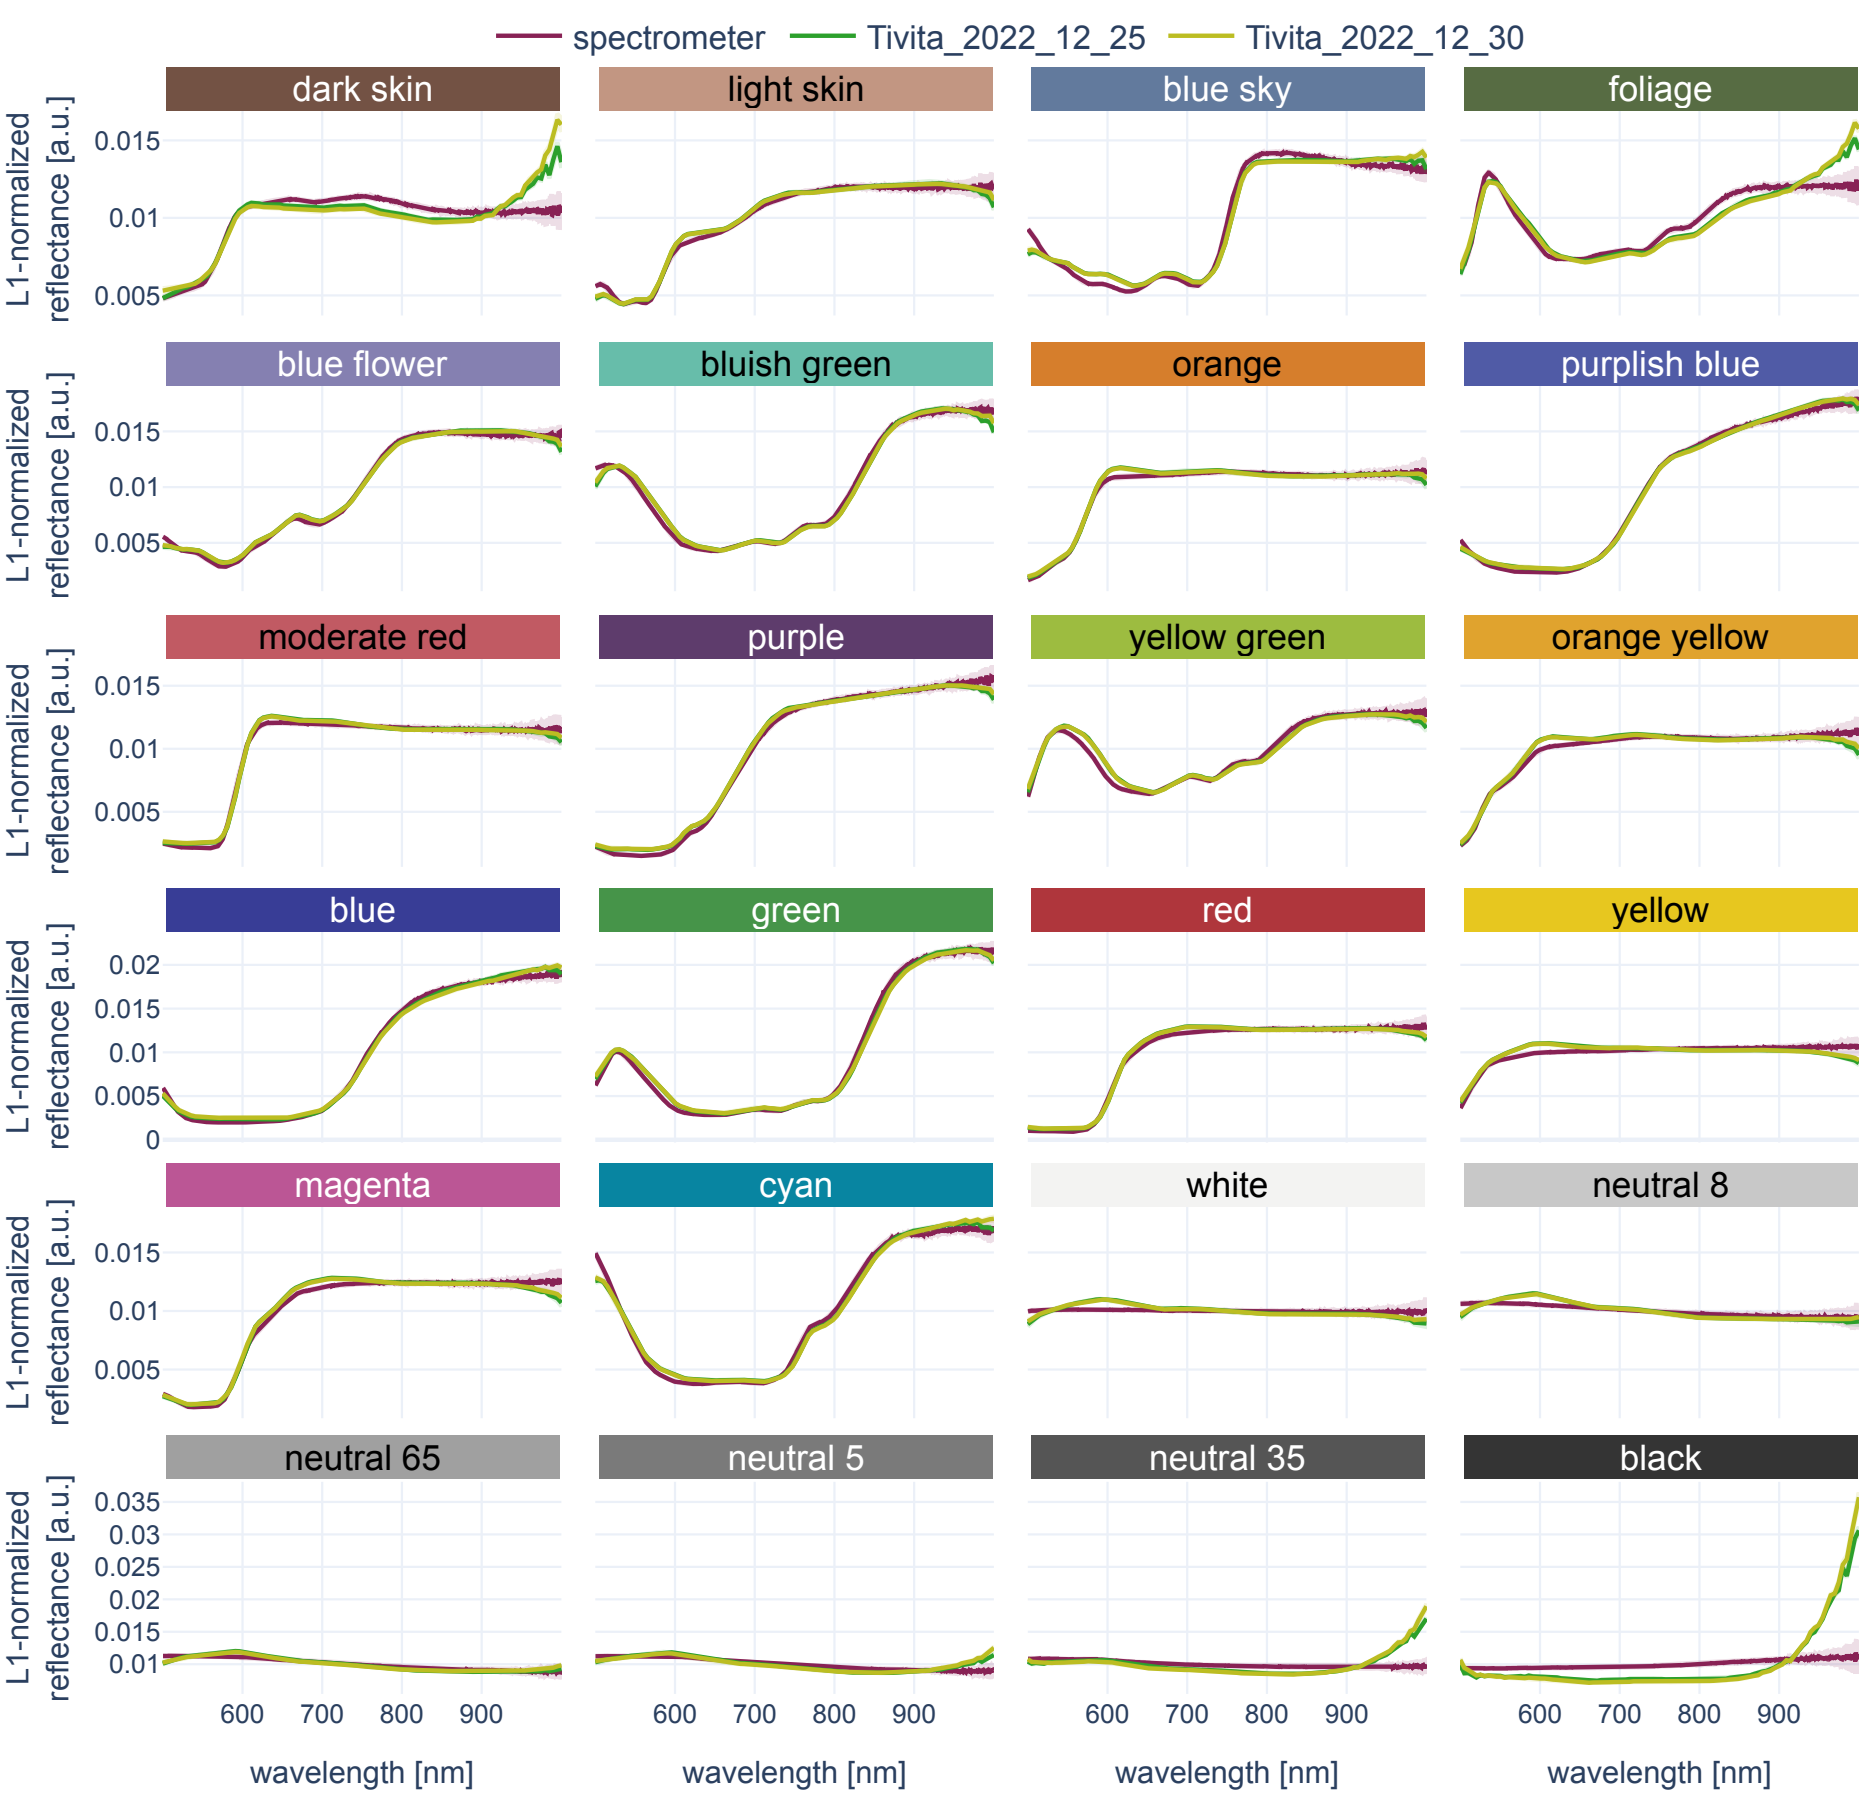 spectrometer Tivita_2022_12_25 Tivita_2022_12_30
dark skin light skin blue sky foliage
L1-normalized
reflectance [a.u.]
0.015
0.01
0.005
blue flower bluish green orange purplish blue
L1-normalized
reflectance [a.u.]
0.015
0.01
0.005
moderate red purple yellow green orange yellow
L1-normalized
reflectance [a.u.]
0.015
0.01
0.005
blue green red yellow
L1-normalized
reflectance [a.u.]
0.02
0.015
0.01
0.005
0
magenta cyan white neutral 8
L1-normalized
reflectance [a.u.]
0.015
0.01
0.005
neutral 65 neutral 5 neutral 35 black
L1-normalized
reflectance [a.u.]
0.035
0.03
0.025
0.02
0.015
0.01
600 700 800 900 600 700 800 900 600 700 800 900 600 700 800 900
wavelength [nm] wavelength [nm] wavelength [nm] wavelength [nm]